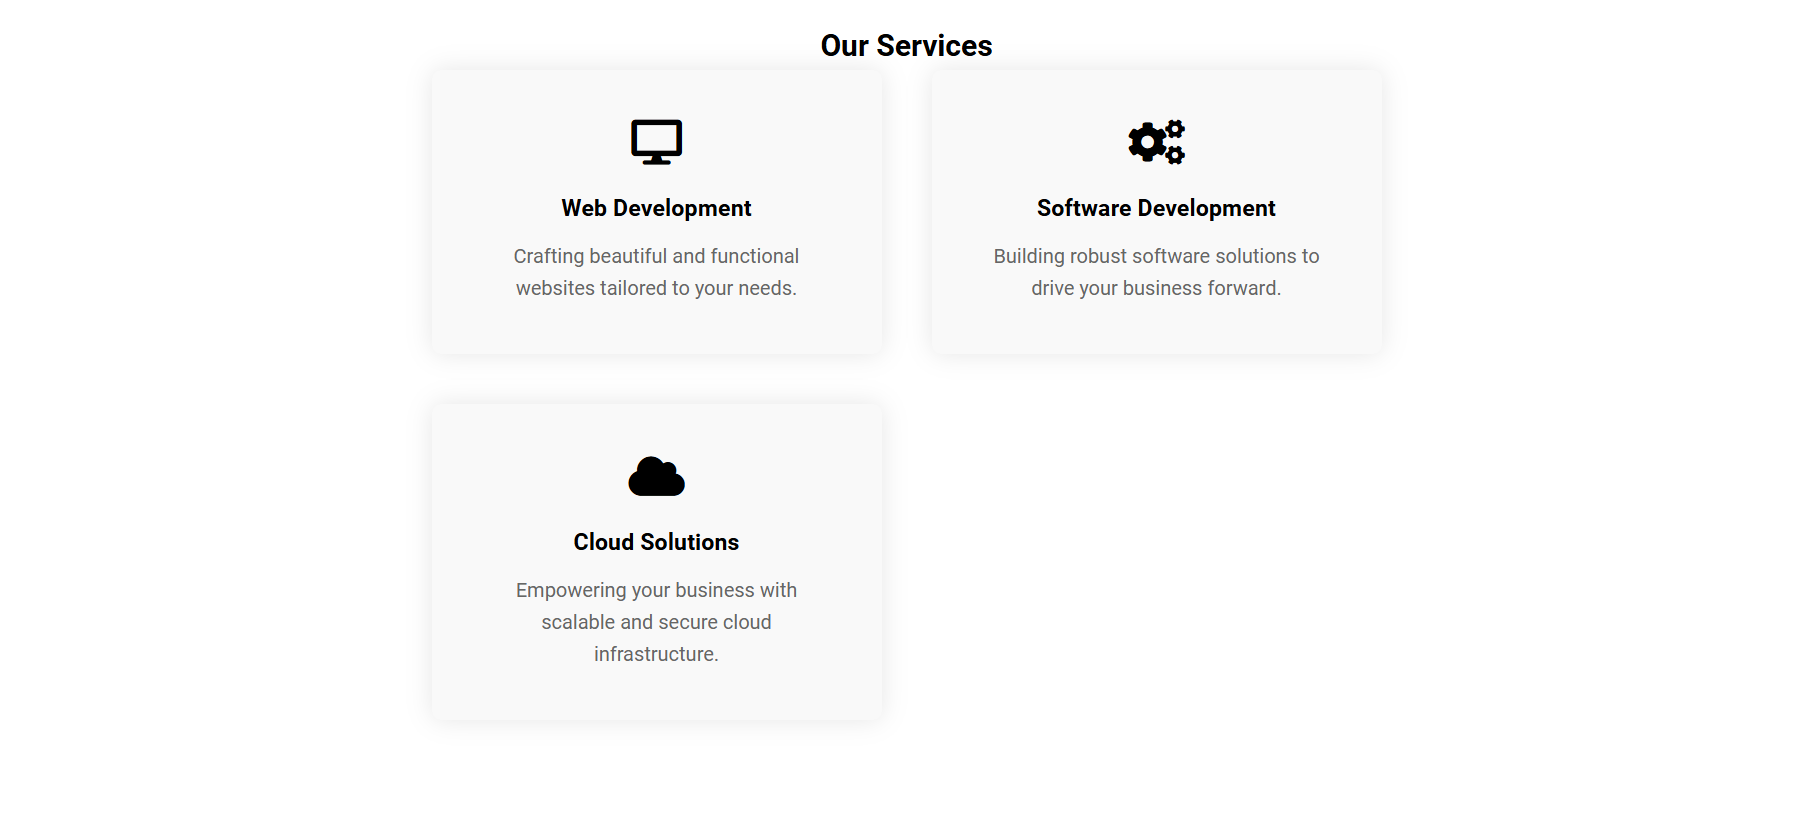 Our Services
Web Development
Crafting beautiful and functional
websites tailored to your needs.
Software Development
Building robust software solutions to
drive your business forward.
Cloud Solutions
Empowering your business with
scalable and secure cloud
infrastructure.